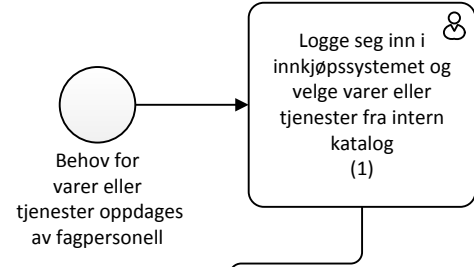 Logge seg inn i
innkjøpssystemet og
velge varer eller
tjenester fra intern
katalog
(1)
Behov for
varer eller
tjenester oppdages
av fagpersonell